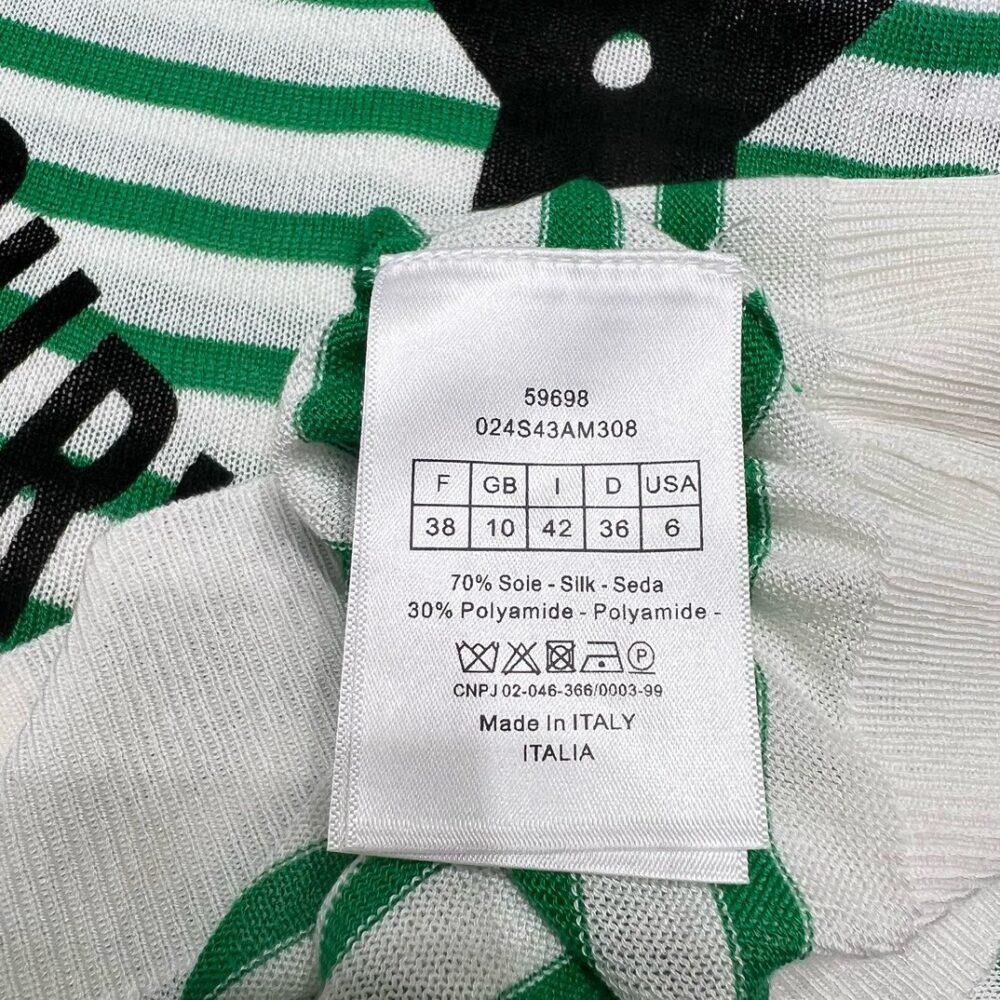 59698
024S43AM308
F GB I D USA
38 10 42 36 6
70% Soie - Silk - Seda
30% Polyamide - Polyamide -
P
CNPJ 02-046-366/0003-99
Made In ITALY
ITALIA